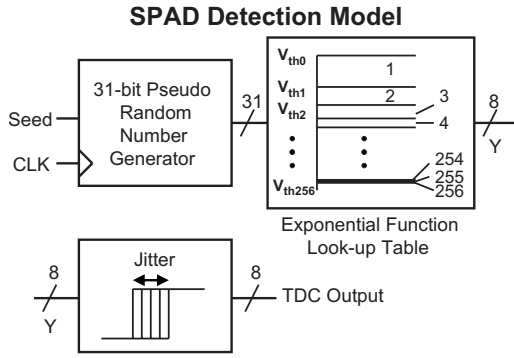 SPAD Detection Model
31-bit Pseudo
Random
Number
Generator
Seed
CLK
31
Vth0
Vth1
Vth2
Vth256
1
2
3
4
254
255
256
8
Y
Exponential Function
Look-up Table
8
Y
Jitter
8
TDC Output